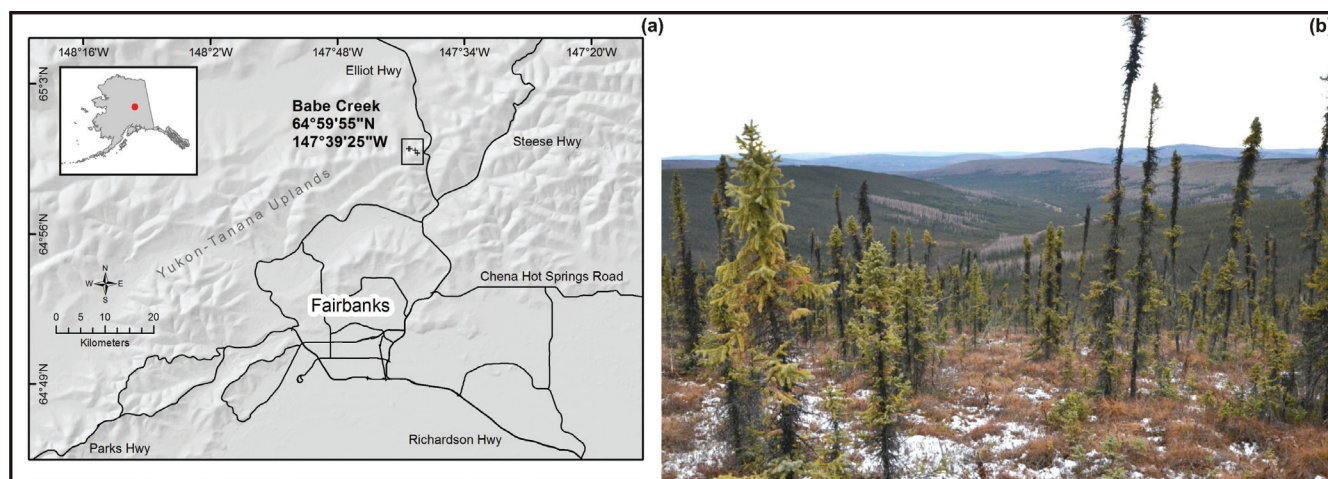 (a)
148°16'W 148°2'W 147°48'W 147°34'W 147°20'W
Elliot Hwy
65°3'N
Babe Creek
64°59'55"N
147°39'25"W
Steese Hwy
Yukon-Tanana Uplands
64°56'N
N
W E
S
Chena Hot Springs Road
Fairbanks
0 5 10 20
Kilometers
64°49'N
Parks Hwy
Richardson Hwy
(b)